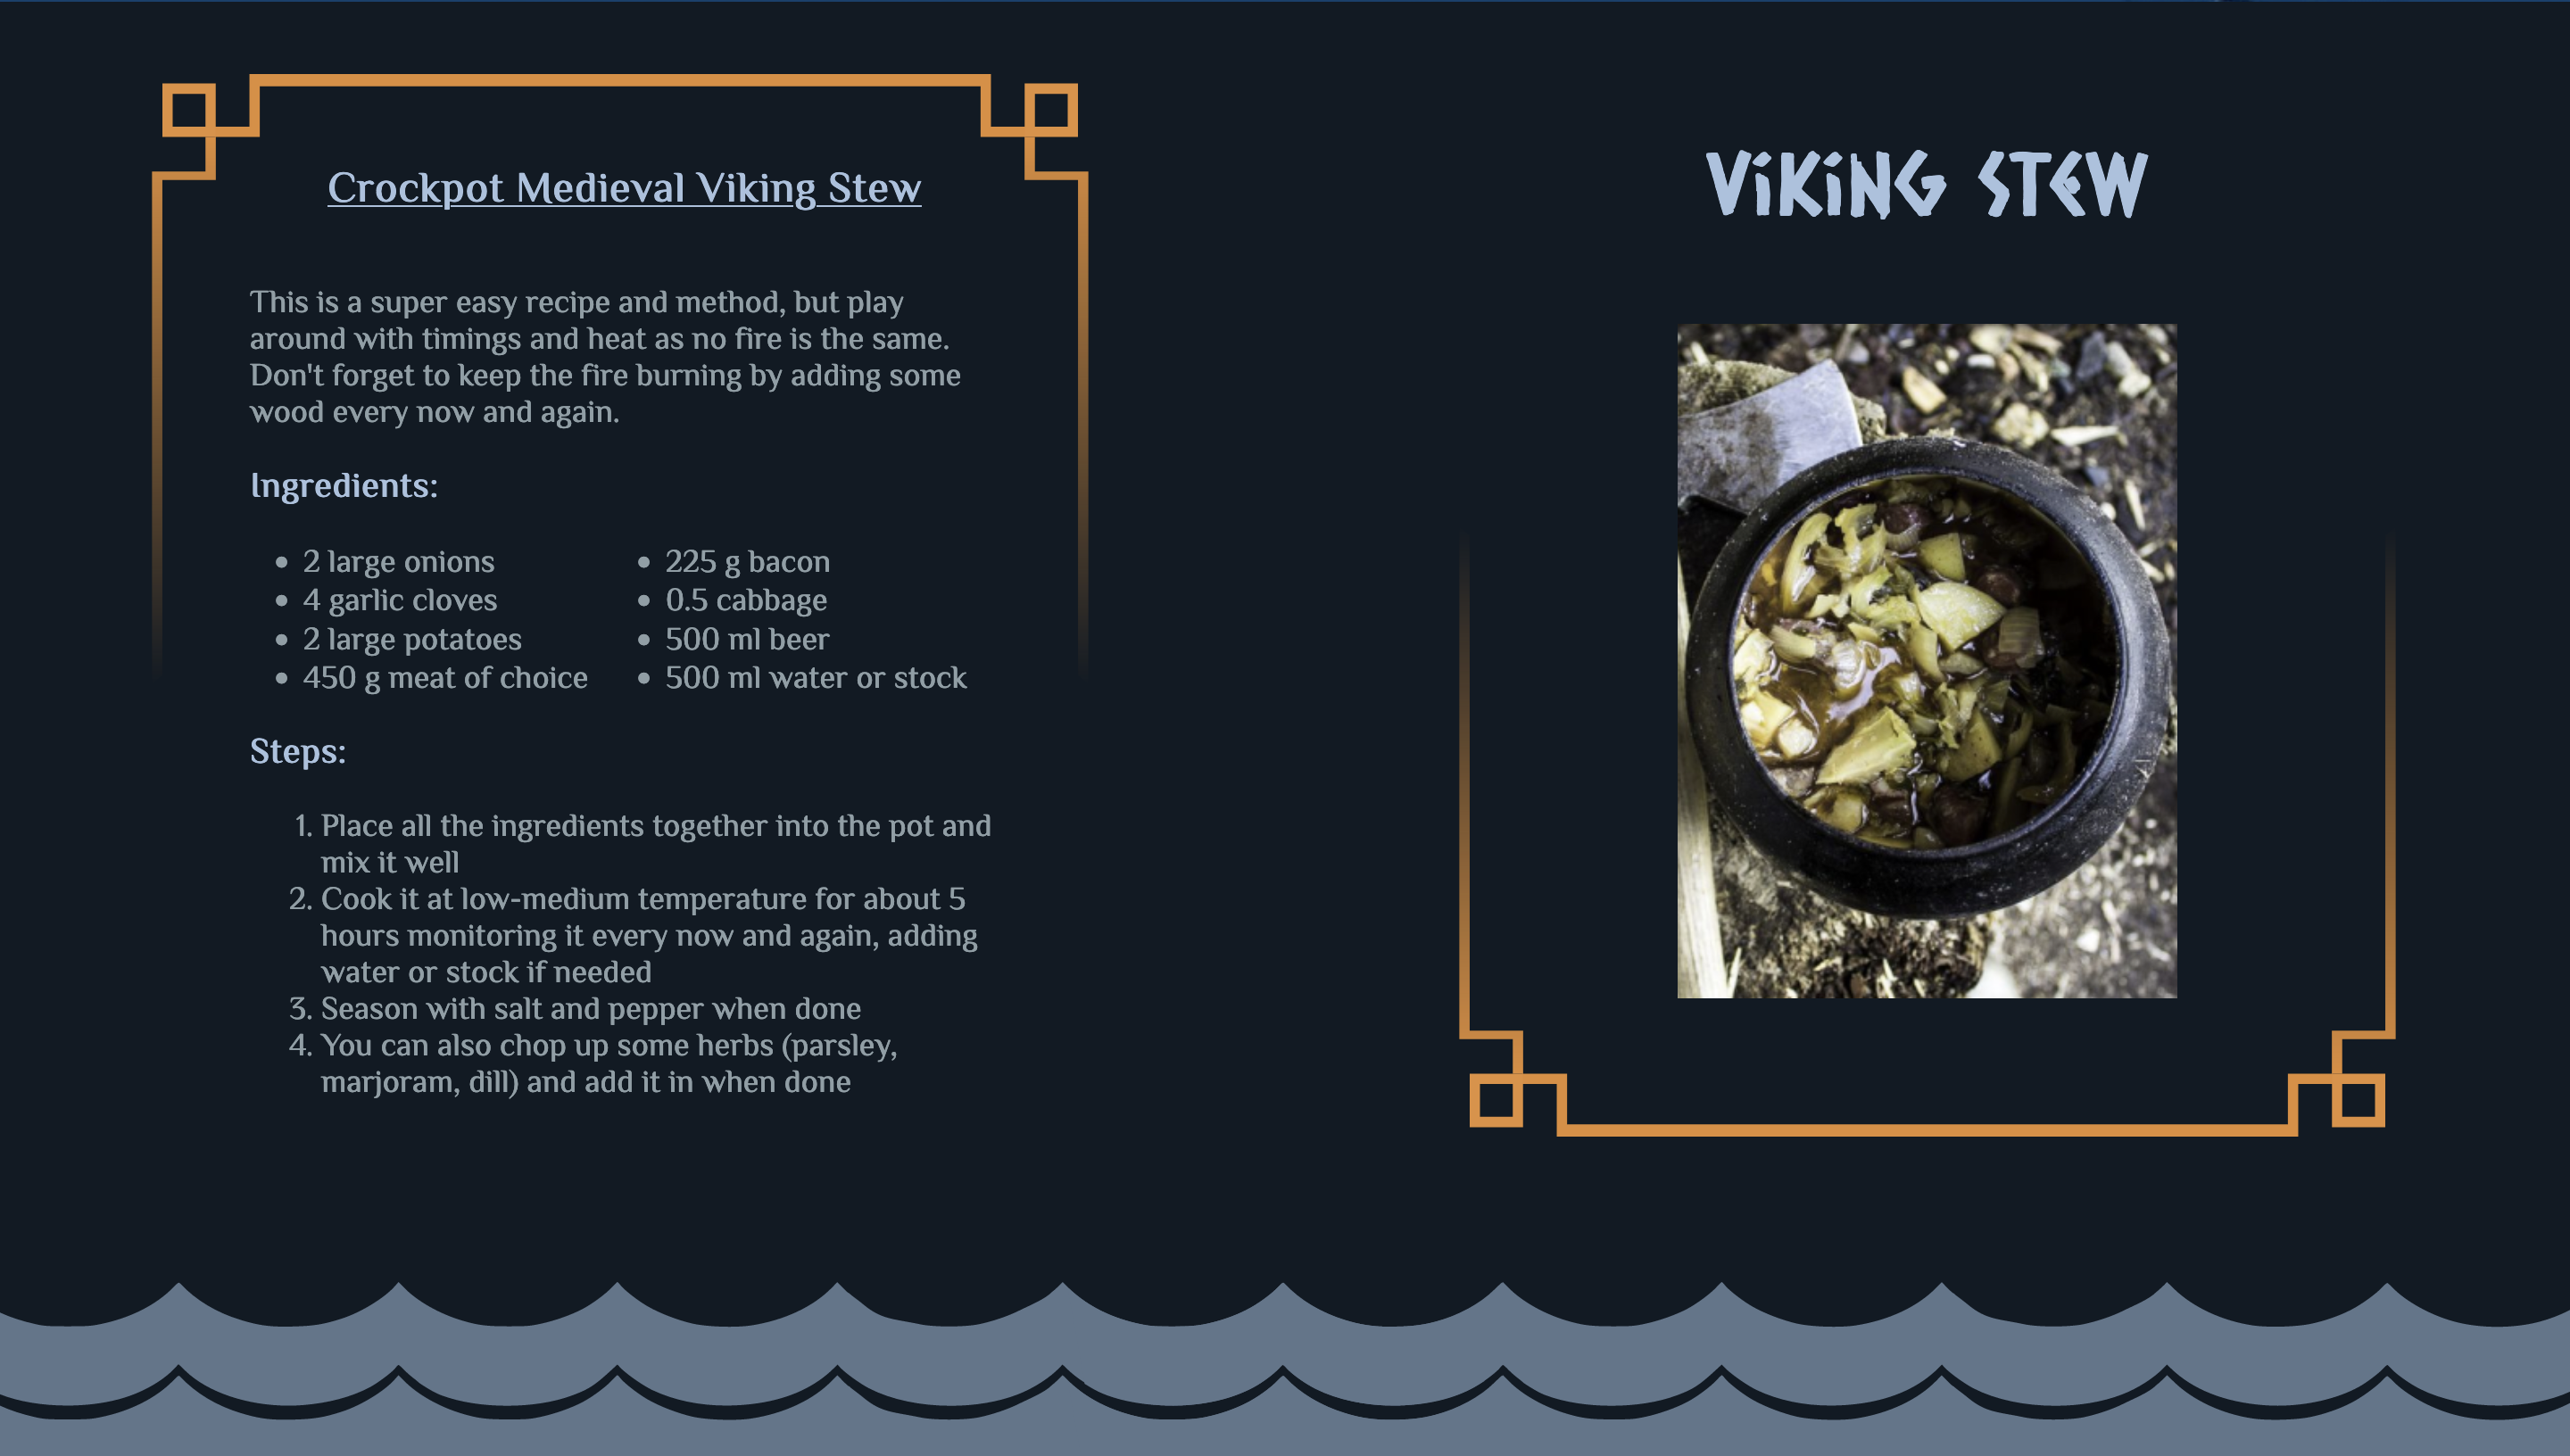 Crockpot Medieval Viking Stew
This is a super easy recipe and method, but play
around with timings and heat as no fire is the same.
Don't forget to keep the fire burning by adding some
wood every now and again.
Ingredients:
• 2 large onions
• 4 garlic cloves
• 2 large potatoes
• 450 g meat of choice
• 225 g bacon
• 0.5 cabbage
• 500 ml beer
• 500 ml water or stock
Steps:
1. Place all the ingredients together into the pot and
mix it well
2. Cook it at low-medium temperature for about 5
hours monitoring it every now and again, adding
water or stock if needed
3. Season with salt and pepper when done
4. You can also chop up some herbs (parsley,
marjoram, dill) and add it in when done
ViKiNG STEW